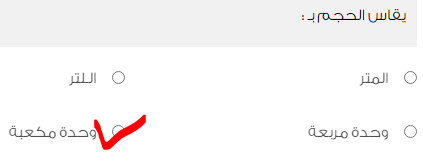 يقاس الحجم بـ :
المتر
اللتر
وحدة مربعة
وحدة مكعبة